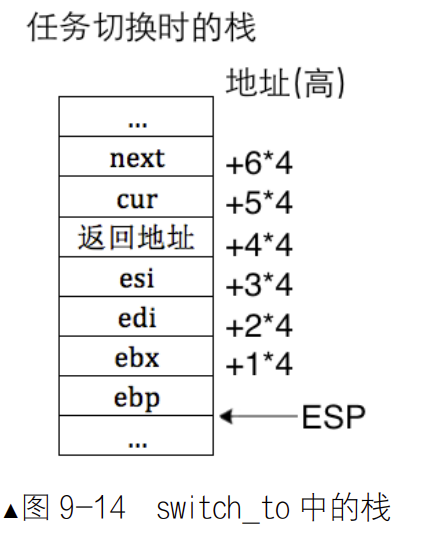 任务切换时的栈
地址(高)
...
next +6*4
cur +5*4
返回地址 +4*4
esi +3*4
edi +2*4
ebx +1*4
ebp
ESP
...
▲图 9-14 switch_to 中的栈